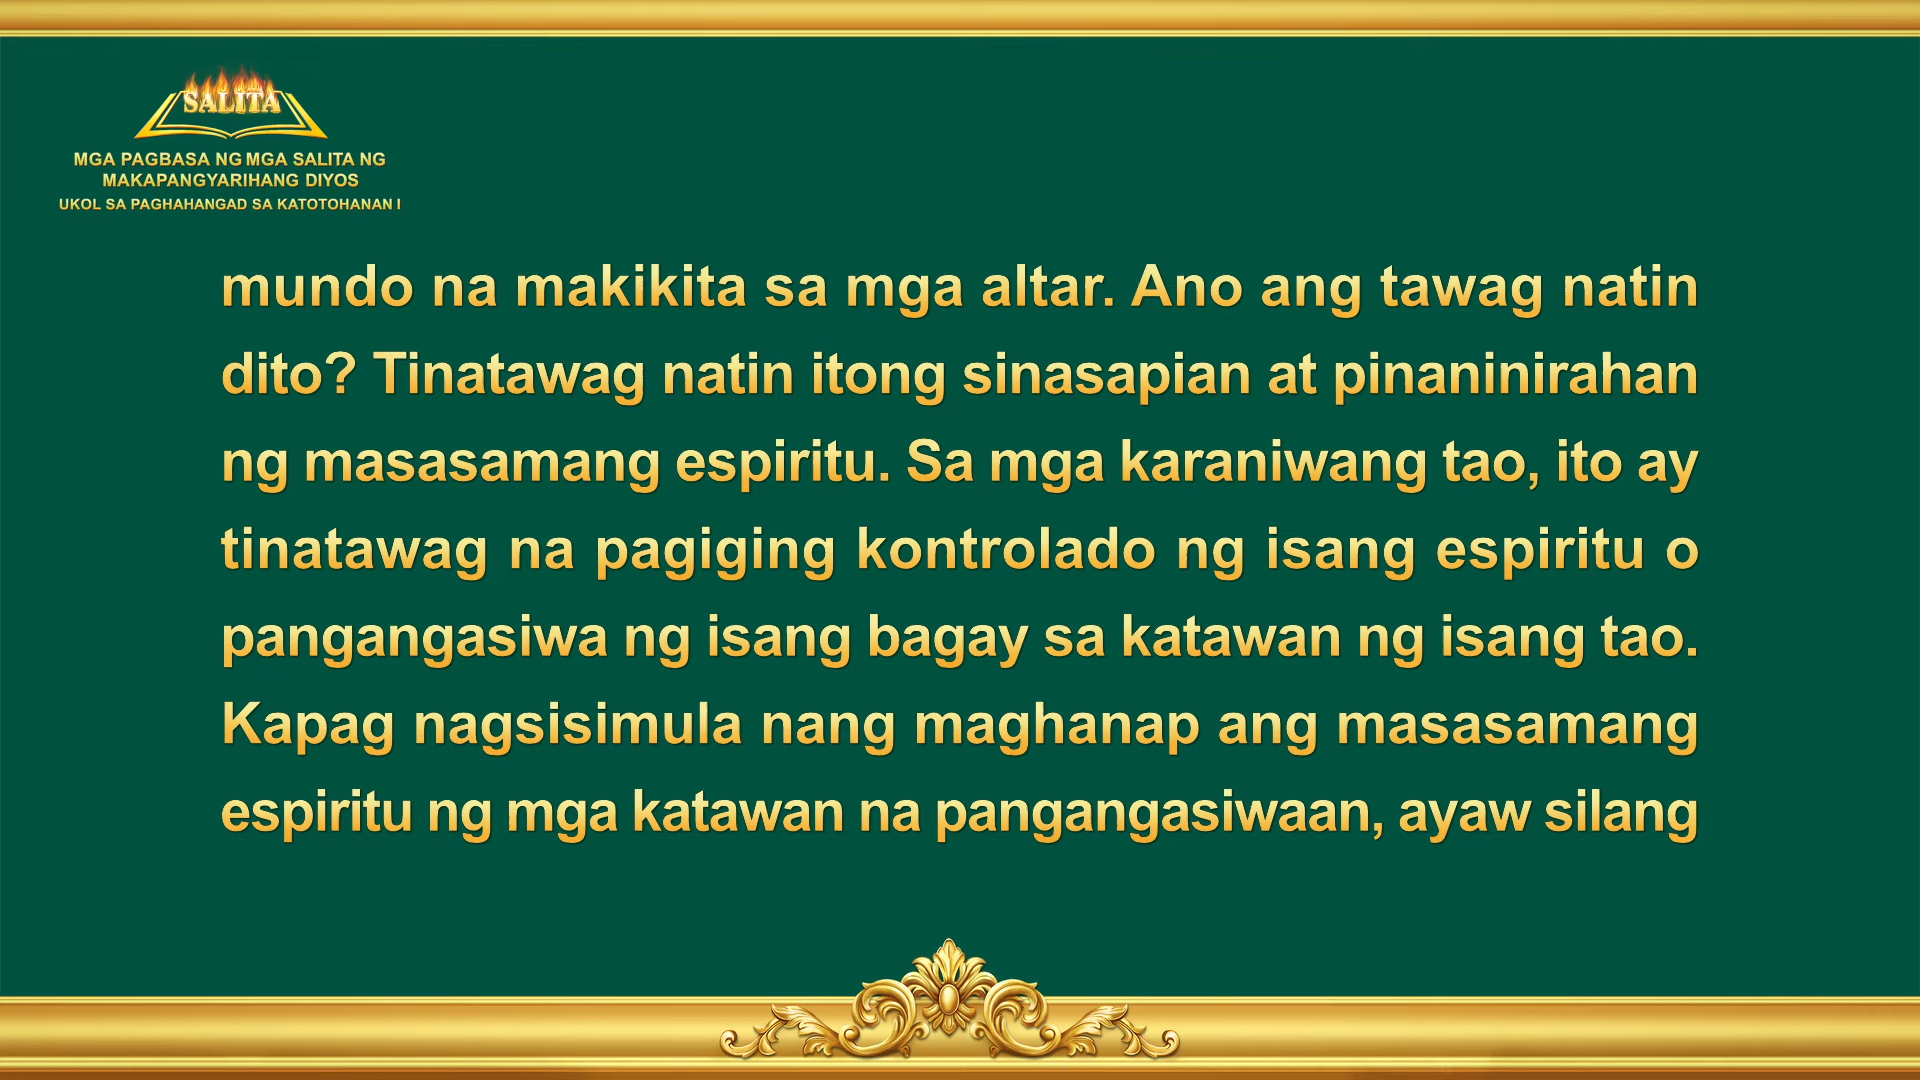 SALITA
MGA PAGBASA NG MGA SALITA NG
MAKAPANGYARIHANG DIYOS
UKOL SA PAGHAHANGAD SA KATOTOHANAN I
mundo na makikita sa mga altar. Ano ang tawag natin
dito? Tinatawag natin itong sinasapian at pinaninirahan
ng masasamang espiritu. Sa mga karaniwang tao, ito ay
tinatawag na pagiging kontrolado ng isang espiritu o
pangangasiwa ng isang bagay sa katawan ng isang tao.
Kapag nagsisimula nang maghanap ang masasamang
espiritu ng mga katawan na pangangasiwaan, ayaw silang